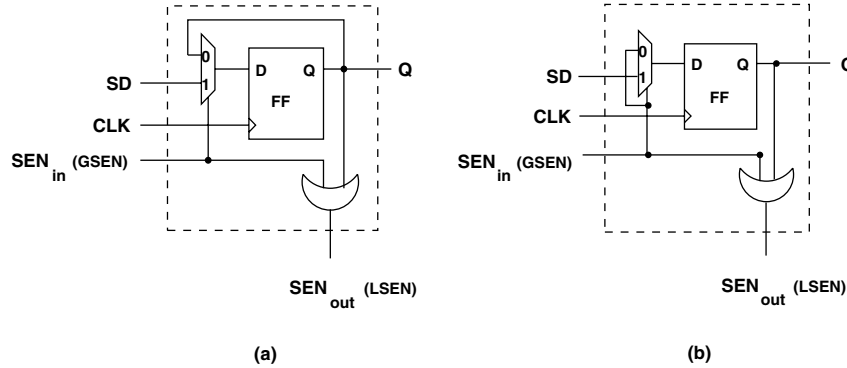 0
1
D
Q
FF
SD
CLK
SEN in (GSEN)
Q
SEN out (LSEN)
(a)
0
1
D
Q
FF
SD
CLK
SEN in (GSEN)
SEN out (LSEN)
(b)